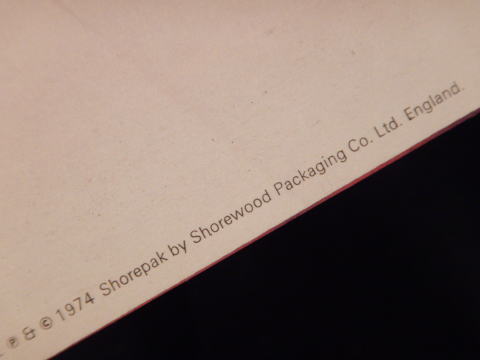 ℗ & © 1974 Shorepak by Shorewood Packaging Co. Ltd. England.